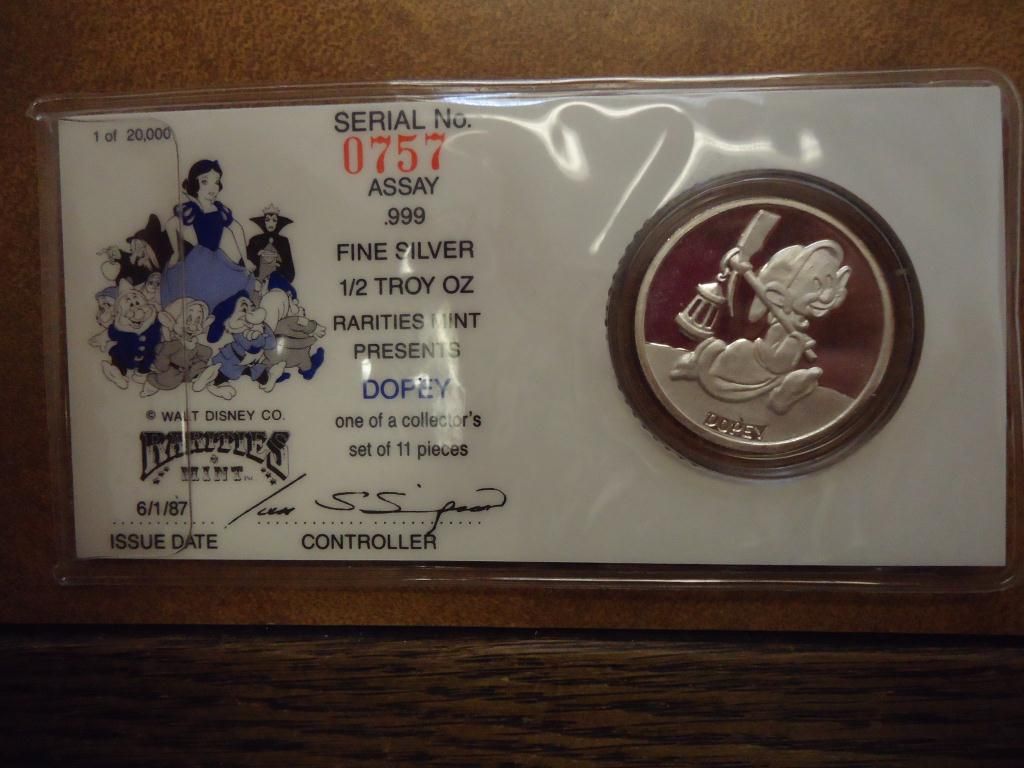 1 of 20,000
SERIAL No.
0757
ASSAY
.999
FINE SILVER
1/2 TROY OZ
RARITIES MINT
PRESENTS
DOPEY
one of a collector's
set of 11 pieces
© WALT DISNEY CO.
RARITIES
MINT TM
6/1/87
ISSUE DATE
CONTROLLER
DOPEY